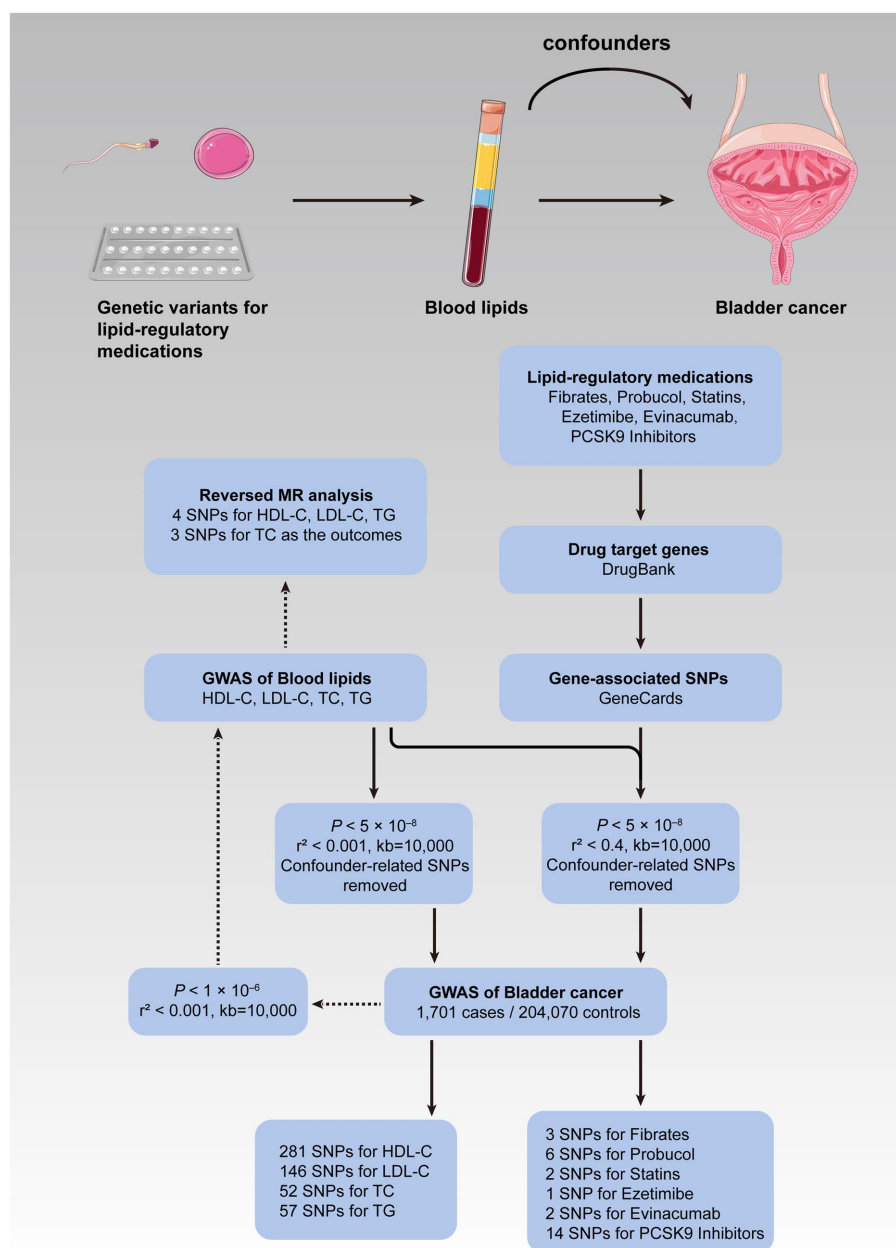 confounders
Genetic variants for
lipid-regulatory
medications
Blood lipids
Bladder cancer
Lipid-regulatory medications
Fibrates, Probucol, Statins,
Ezetimibe, Evinacumab,
PCSK9 Inhibitors
Reversed MR analysis
4 SNPs for HDL-C, LDL-C, TG
3 SNPs for TC as the outcomes
Drug target genes
DrugBank
GWAS of Blood lipids
HDL-C, LDL-C, TC, TG
Gene-associated SNPs
GeneCards
P < 5 × 10⁻⁸
r² < 0.001, kb=10,000
Confounder-related SNPs
removed
P < 5 × 10⁻⁸
r² < 0.4, kb=10,000
Confounder-related SNPs
removed
P < 1 × 10⁻⁶
r² < 0.001, kb=10,000
GWAS of Bladder cancer
1,701 cases / 204,070 controls
281 SNPs for HDL-C
146 SNPs for LDL-C
52 SNPs for TC
57 SNPs for TG
3 SNPs for Fibrates
6 SNPs for Probucol
2 SNPs for Statins
1 SNP for Ezetimibe
2 SNPs for Evinacumab
14 SNPs for PCSK9 Inhibitors